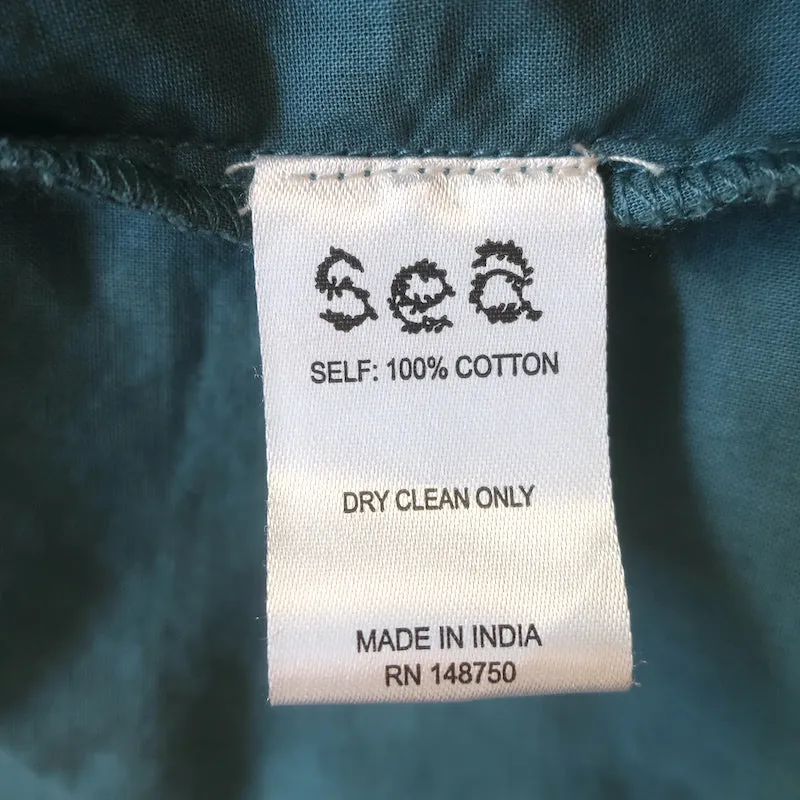 Sea
SELF: 100% COTTON
DRY CLEAN ONLY
MADE IN INDIA
RN 148750